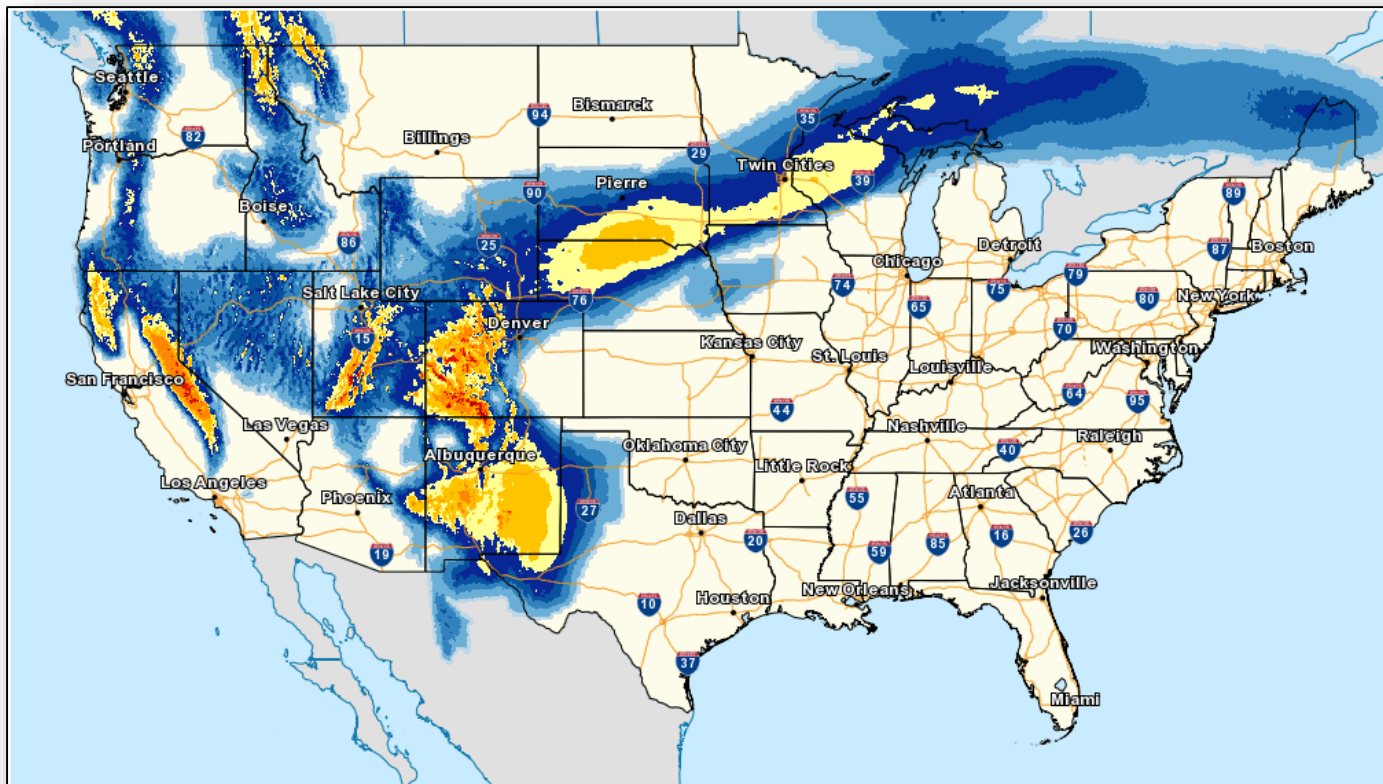 Seattle
Bismarck
94
35
Billings
82
Portland
29
Twin Cities
Pierre
39
90
89
Boise
25
86
87
Detroit
Boston
Chicago
79
74
75
Salt Lake City
80
New York
76
65
Denver
70
15
Kansas City
Washington
St. Louis
Louisville
San Francisco
64
95
44
Las Vegas
Nashville
Raleigh
Oklahoma City
40
Albuquerque
Little Rock
Los Angeles
Phoenix
55
Atlanta
27
Dallas
16
26
20
85
19
59
Jacksonville
New Orleans
Houston
10
37
Miami